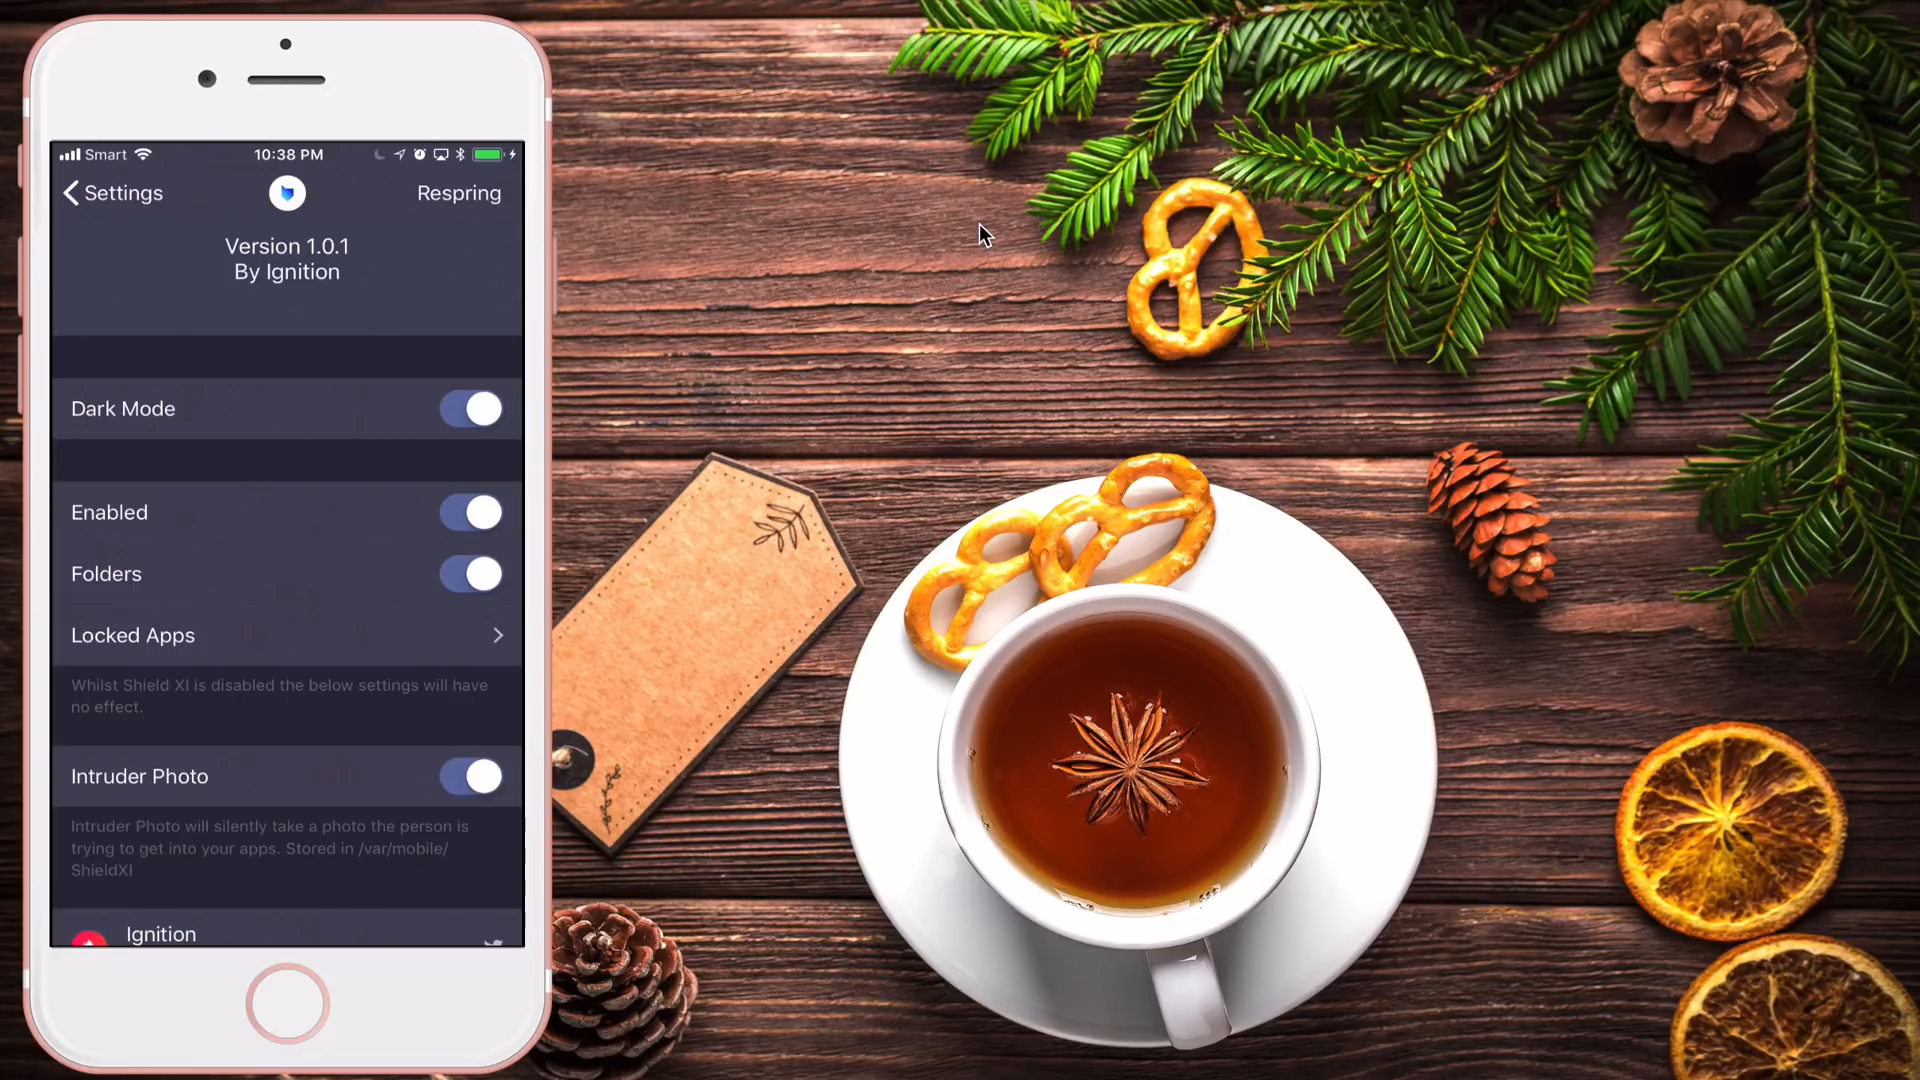 Smart 10:38 PM
Settings Respring
Version 1.0.1
By Ignition
Dark Mode
Enabled
Folders
Locked Apps
Whilst Shield XI is disabled the below settings will have
no effect.
Intruder Photo
Intruder Photo will silently take a photo the person is
trying to get into your apps. Stored in /var/mobile/
ShieldXI
Ignition